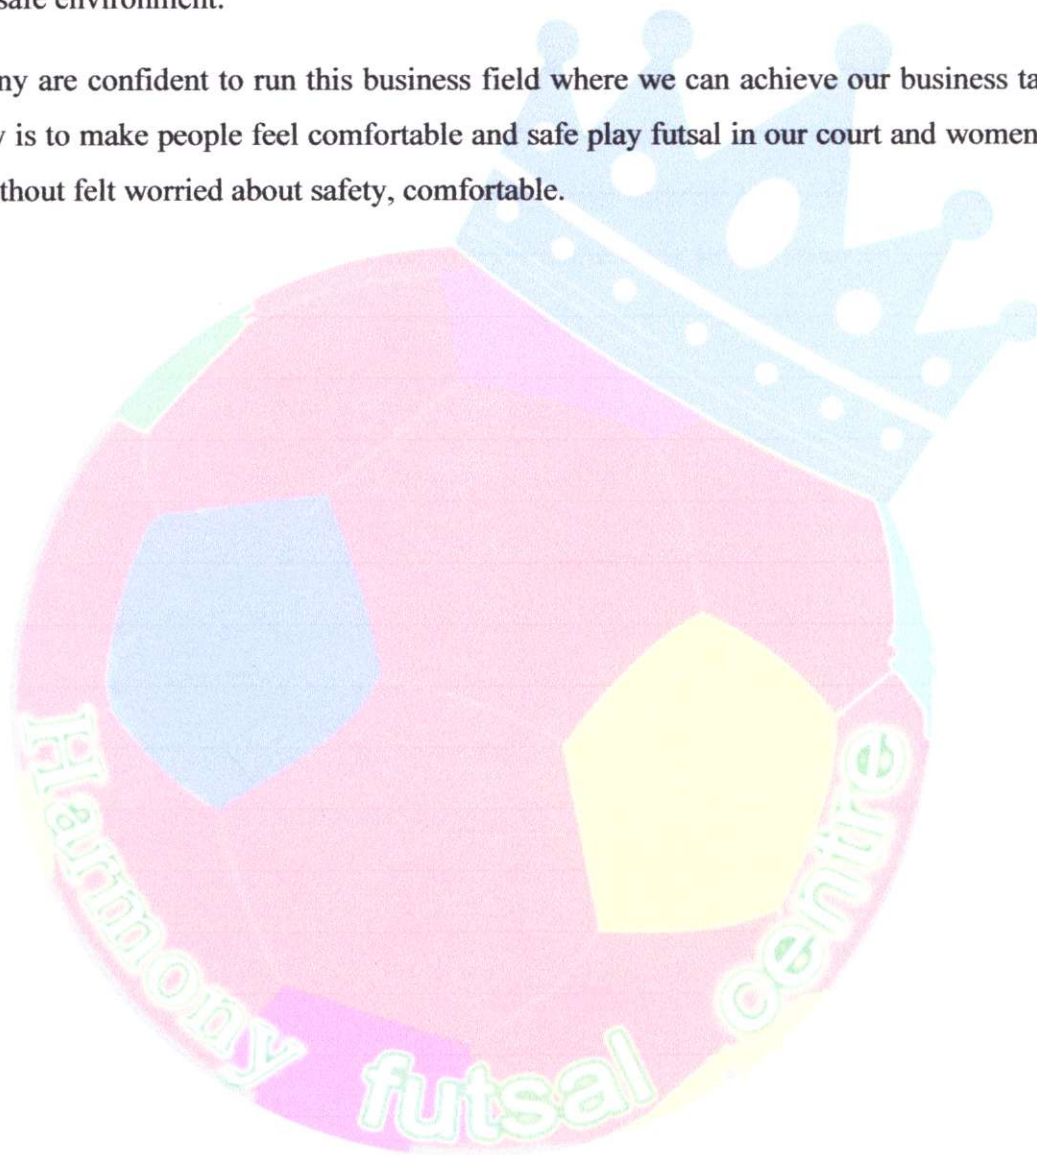 safe environment.
ny are confident to run this business field where we can achieve our business ta
y is to make people feel comfortable and safe play futsal in our court and women
thout felt worried about safety, comfortable.
Harmony futsal centre